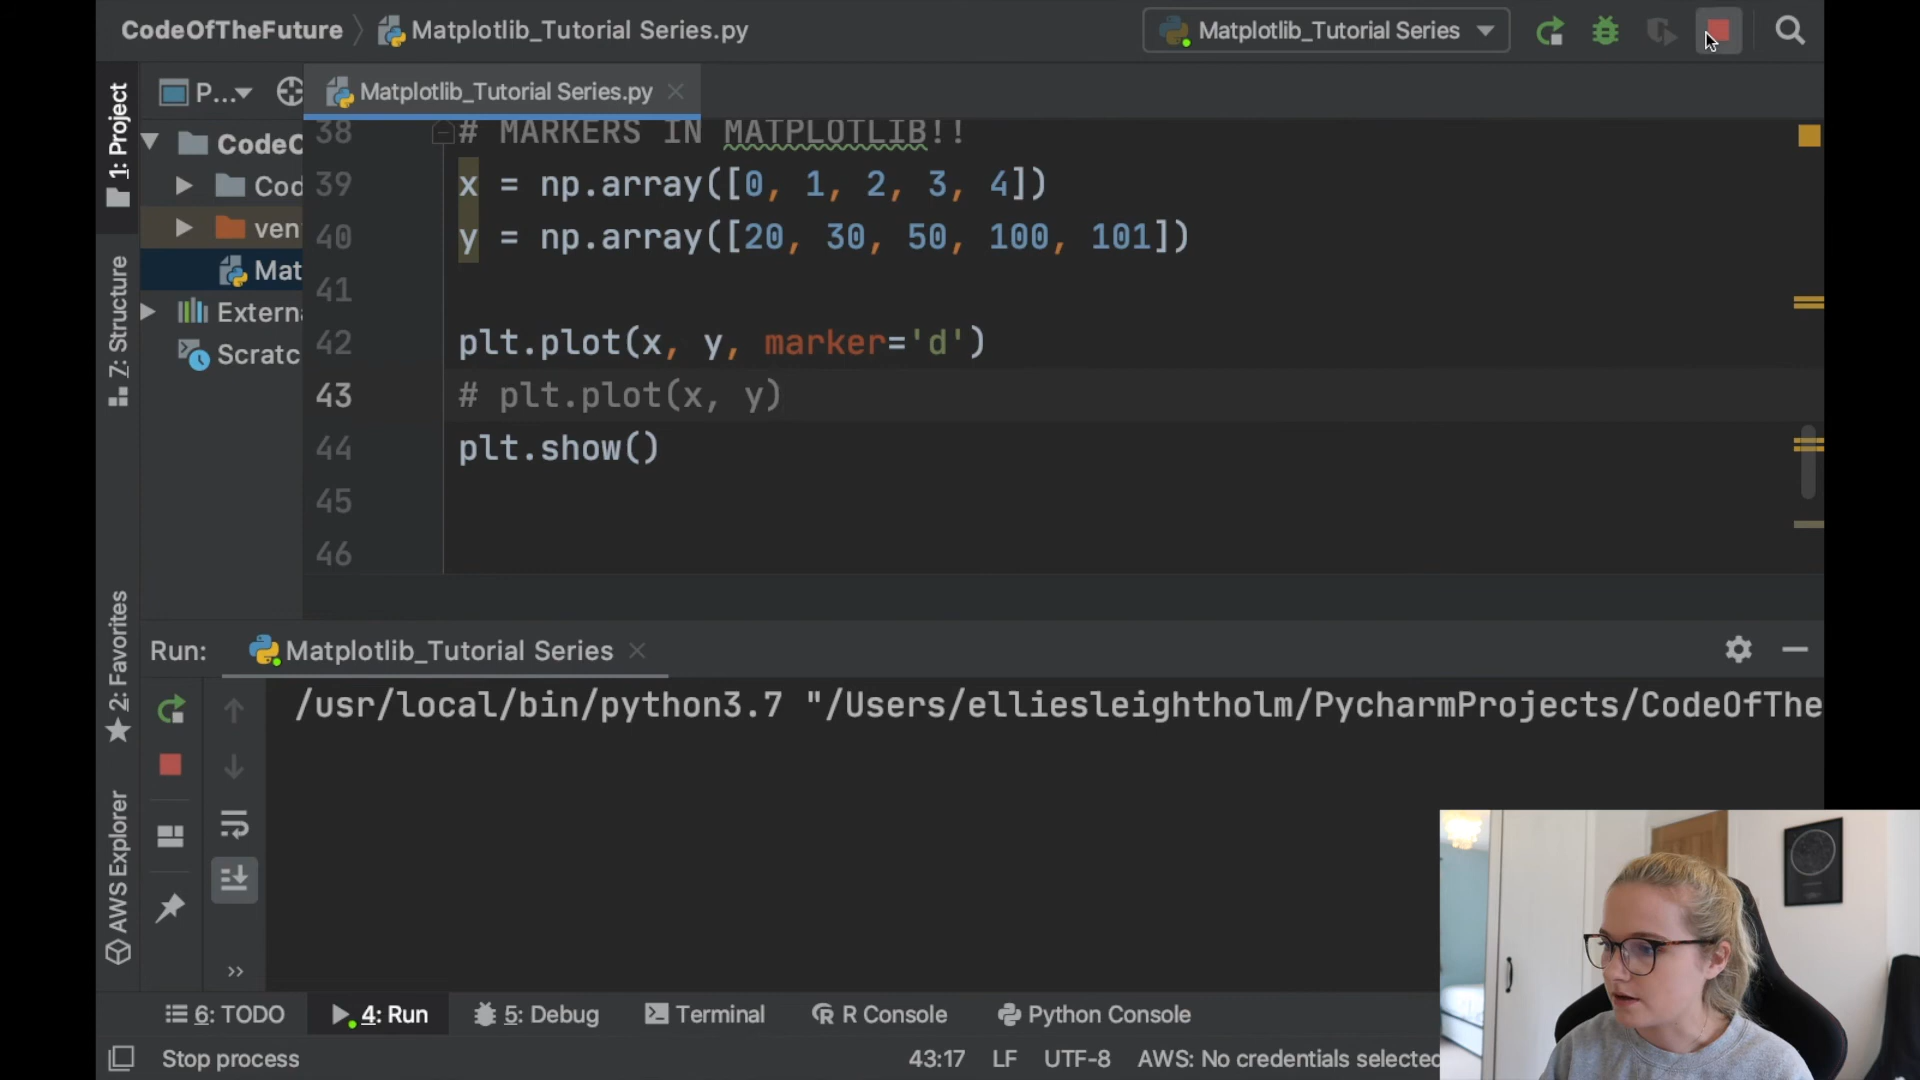 CodeOfTheFuture 〉 Matplotlib_Tutorial Series.py
Matplotlib_Tutorial Series
1: Project
P...
Matplotlib_Tutorial Series.py
CodeC
Cod
ven
Mat
Extern
Scratc
Z: Structure
2: Favorites
AWS Explorer
38 # MARKERS IN MATPLOTLIB!!
39 x = np.array([0, 1, 2, 3, 4])
40 y = np.array([20, 30, 50, 100, 101])
41
42 plt.plot(x, y, marker='d')
43 # plt.plot(x, y)
44 plt.show()
45
46
Run: Matplotlib_Tutorial Series
/usr/local/bin/python3.7 "/Users/elliesleightholm/PycharmProjects/CodeOfThe
6: TODO 4: Run 5: Debug Terminal R Console Python Console
Stop process 43:17 LF UTF-8 AWS: No credentials selected